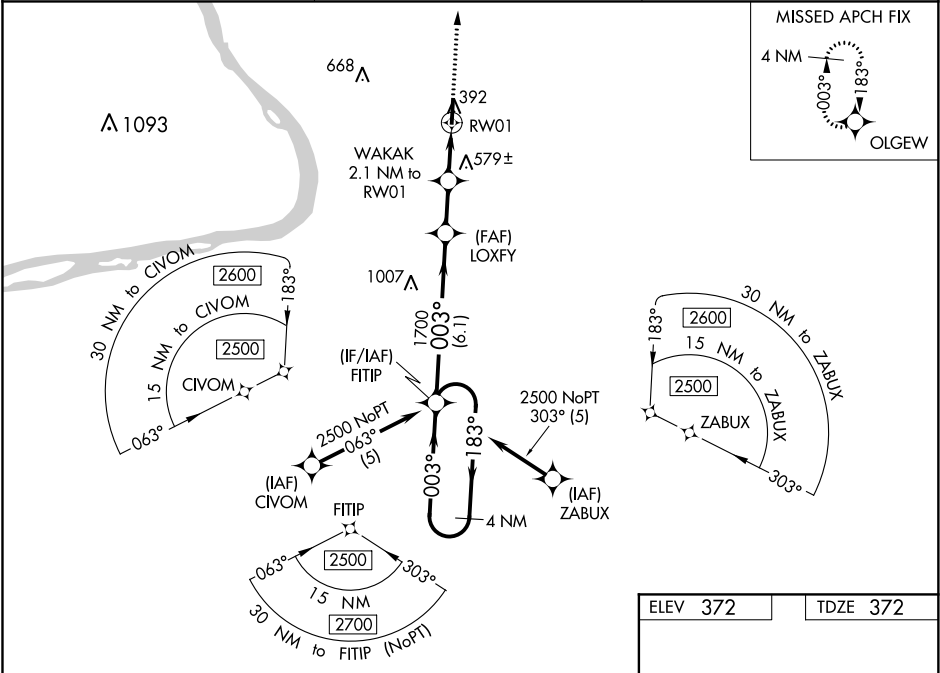 MISSED APCH FIX
4 NM
003°
183°
OLGEW
668
1093
392
RW01
WAKAK
2.1 NM to
RW01
579±
(FAF)
LOXFY
1007
1700
003°
(6.1)
(IF/IAF)
FITIP
30 NM to CIVOM
2600
183°
15 NM to CIVOM
2500
CIVOM
063°
30 NM to ZABUX
2600
183°
15 NM to ZABUX
2500
ZABUX
303°
2500 NoPT
063°
(5)
(IAF)
CIVOM
2500 NoPT
303° (5)
(IAF)
ZABUX
003°
183°
4 NM
FITIP
063°
2500
303°
15 NM
2700
30 NM to FITIP (NoPT)
ELEV 372
TDZE 372